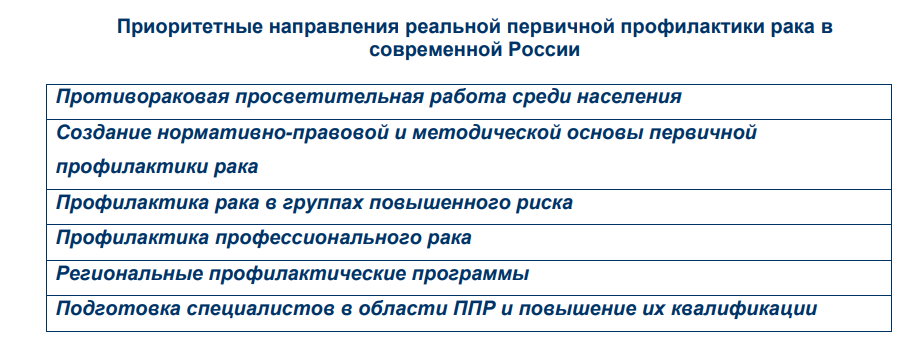 Приоритетные направления реальной первичной профилактики рака в
современной России
Противораковая просветительная работа среди населения
Создание нормативно-правовой и методической основы первичной
профилактики рака
Профилактика рака в группах повышенного риска
Профилактика профессионального рака
Региональные профилактические программы
Подготовка специалистов в области ППР и повышение их квалификации